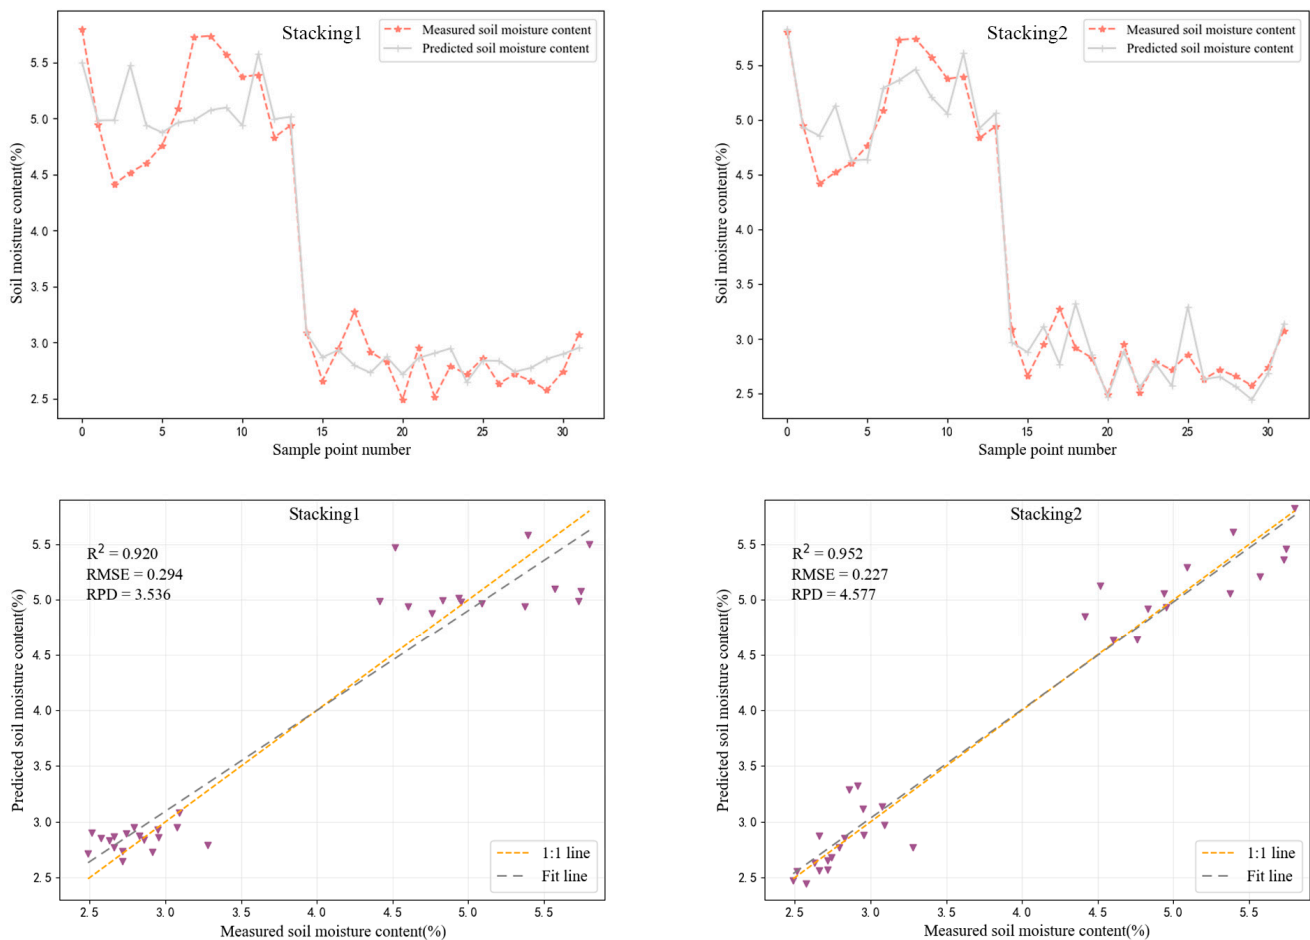 Stacking1
Measured soil moisture content
Predicted soil moisture content
Soil moisture content(%)
5.5
5.0
4.5
4.0
3.5
3.0
2.5
0 5 10 15 20 25 30
Sample point number
Stacking2
Measured soil moisture content
Predicted soil moisture content
Soil moisture content(%)
5.5
5.0
4.5
4.0
3.5
3.0
2.5
0 5 10 15 20 25 30
Sample point number
Stacking1
R² = 0.920
RMSE = 0.294
RPD = 3.536
Predicted soil moisture content(%)
5.5
5.0
4.5
4.0
3.5
3.0
2.5
1:1 line
Fit line
2.5 3.0 3.5 4.0 4.5 5.0 5.5
Measured soil moisture content(%)
Stacking2
R² = 0.952
RMSE = 0.227
RPD = 4.577
Predicted soil moisture content(%)
5.5
5.0
4.5
4.0
3.5
3.0
2.5
1:1 line
Fit line
2.5 3.0 3.5 4.0 4.5 5.0 5.5
Measured soil moisture content(%)